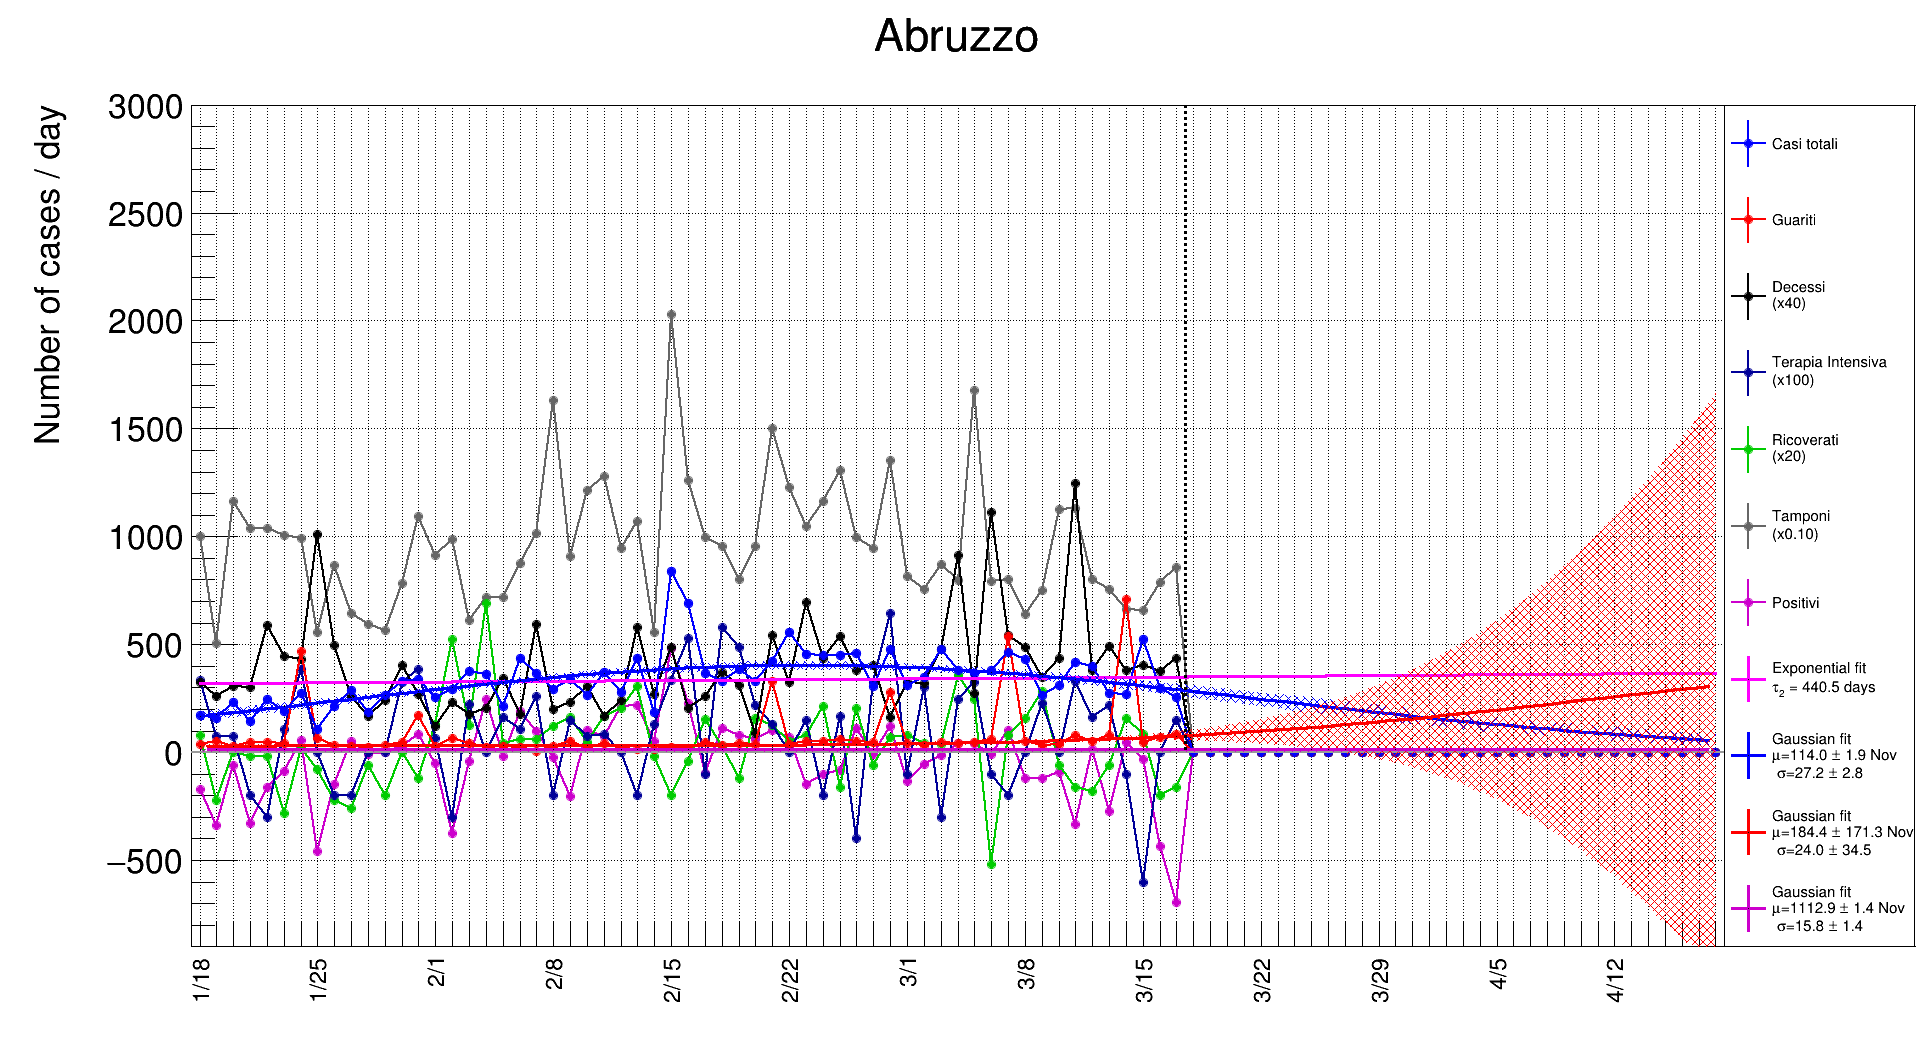 Abruzzo
Number of cases / day
3000
2500
2000
1500
1000
500
0
−500
1/18
1/25
2/1
2/8
2/15
2/22
3/1
3/8
3/15
3/22
3/29
4/5
4/12
Casi totali
Guariti
Decessi
(x40)
Terapia Intensiva
(x100)
Ricoverati
(x20)
Tamponi
(x0.10)
Positivi
Exponential fit
τ₂ = 440.5 days
Gaussian fit
μ=114.0 ± 1.9 Nov
σ=27.2 ± 2.8
Gaussian fit
μ=184.4 ± 171.3 Nov
σ=24.0 ± 34.5
Gaussian fit
μ=1112.9 ± 1.4 Nov
σ=15.8 ± 1.4